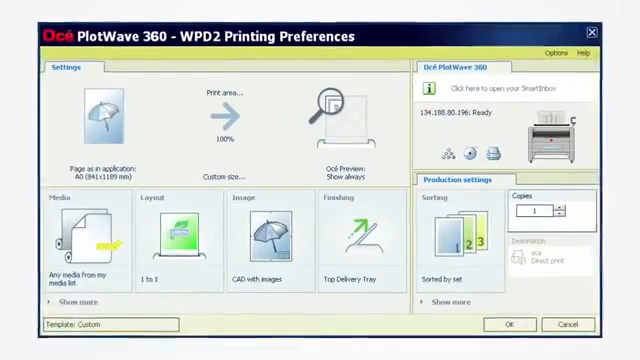 Océ PlotWave 360 - WPD2 Printing Preferences
Options Help
Settings
Print area...
100%
Page as in application:
A0 (841x1189 mm)
Custom size...
Océ Preview:
Show always
Media
Any media from my
media list
Layout
1 to 1
Image
CAD with images
Finishing
Top Delivery Tray
Show more
Océ PlotWave 360
Click here to open your SmartInbox
134.188.80.196: Ready
Production settings
Sorting
1 2 3
Sorted by set
Copies
1
Destination
aca
Direct print
Show more
Template: Custom
OK
Cancel